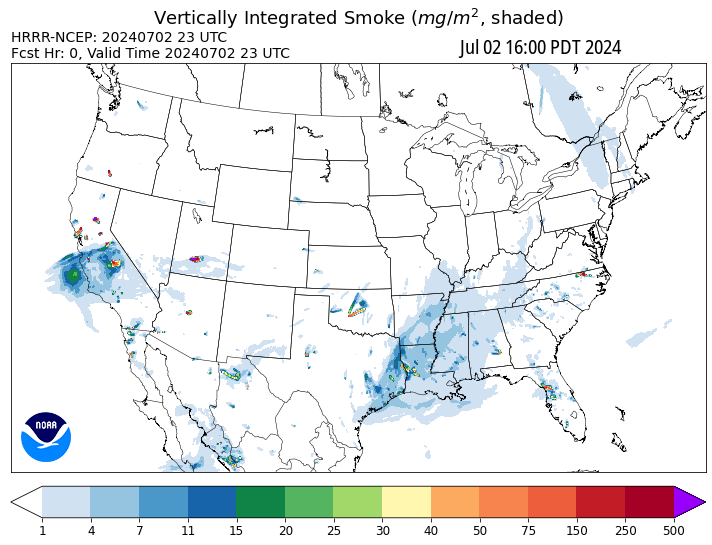 Vertically Integrated Smoke (mg/m², shaded)
HRRR-NCEP: 20240702 23 UTC
Fcst Hr: 0, Valid Time 20240702 23 UTC
Jul 02 16:00 PDT 2024
NOAA
1 4 7 11 15 20 25 30 40 50 75 150 250 500